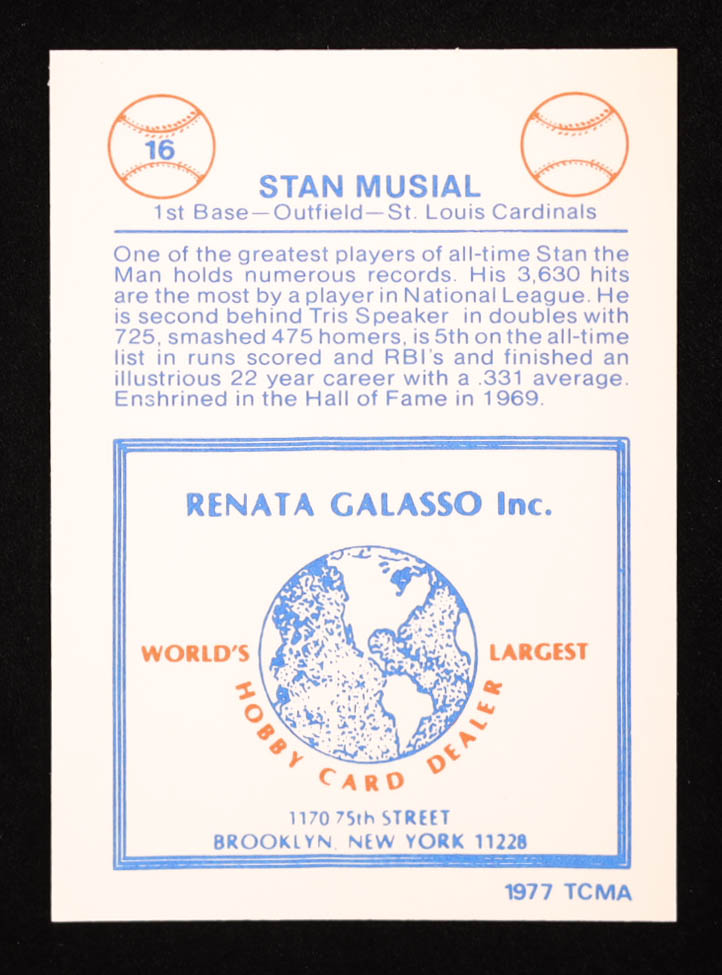 16
STAN MUSIAL
1st Base—Outfield—St. Louis Cardinals
One of the greatest players of all-time Stan the
Man holds numerous records. His 3,630 hits
are the most by a player in National League. He
is second behind Tris Speaker in doubles with
725, smashed 475 homers, is 5th on the all-time
list in runs scored and RBI's and finished an
illustrious 22 year career with a .331 average.
Enshrined in the Hall of Fame in 1969.
RENATA GALASSO Inc.
WORLD'S LARGEST
HOBBY CARD DEALER
1170 75th STREET
BROOKLYN, NEW YORK 11228
1977 TCMA